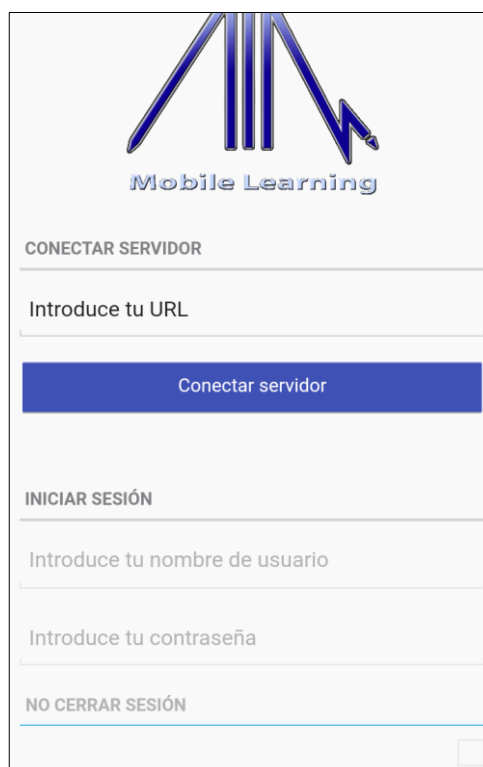 Mobile Learning
CONECTAR SERVIDOR
Introduce tu URL
Conectar servidor
INICIAR SESIÓN
Introduce tu nombre de usuario
Introduce tu contraseña
NO CERRAR SESIÓN